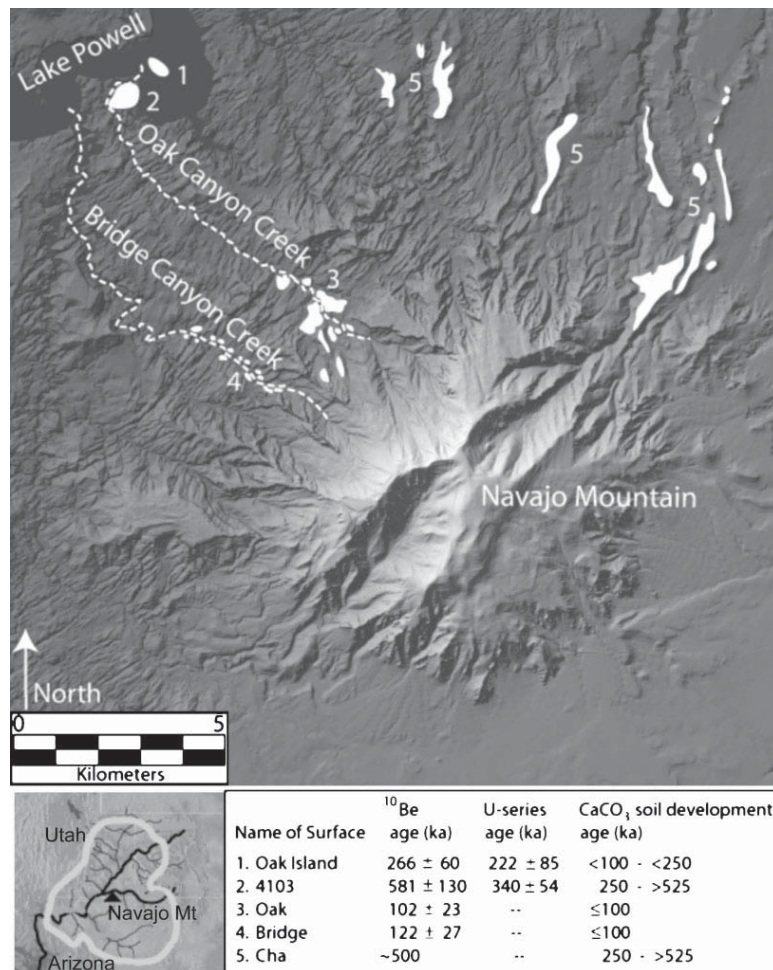 Lake Powell
1
2
5
Oak Canyon Creek
5
5
Bridge Canyon Creek
3
4
Navajo Mountain
North
0 5
Kilometers
Utah
Navajo Mt
Arizona
Name of Surface ¹⁰Be age (ka) U-series age (ka) CaCO₃ soil development age (ka)
1. Oak Island 266 ± 60 222 ± 85 <100 - <250
2. 4103 581 ± 130 340 ± 54 250 - >525
3. Oak 102 ± 23 -- ≤100
4. Bridge 122 ± 27 -- ≤100
5. Cha ~500 -- 250 - >525